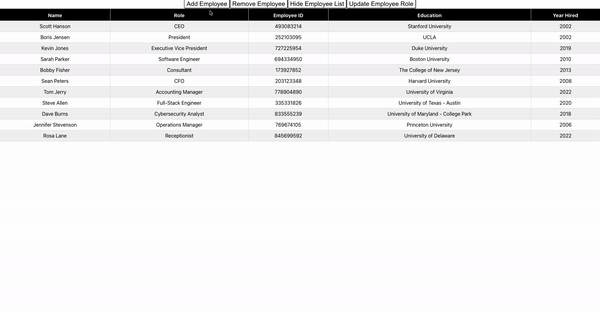 Add Employee Remove Employee Hide Employee List Update Employee Role
Name Role Employee ID Education Year Hired
Scott Hanson CEO 493083214 Stanford University 2002
Boris Jensen President 252103095 UCLA 2002
Kevin Jones Executive Vice President 727225954 Duke University 2019
Sarah Parker Software Engineer 694334950 Boston University 2010
Bobby Fisher Consultant 173927852 The College of New Jersey 2013
Sean Peters CFO 203123348 Harvard University 2008
Tom Jerry Accounting Manager 778904890 University of Virginia 2022
Steve Allen Full-Stack Engineer 335331826 University of Texas - Austin 2020
Dave Burns Cybersecurity Analyst 833555239 University of Maryland - College Park 2018
Jennifer Stevenson Operations Manager 769674105 Princeton University 2006
Rosa Lane Receptionist 845699592 University of Delaware 2022